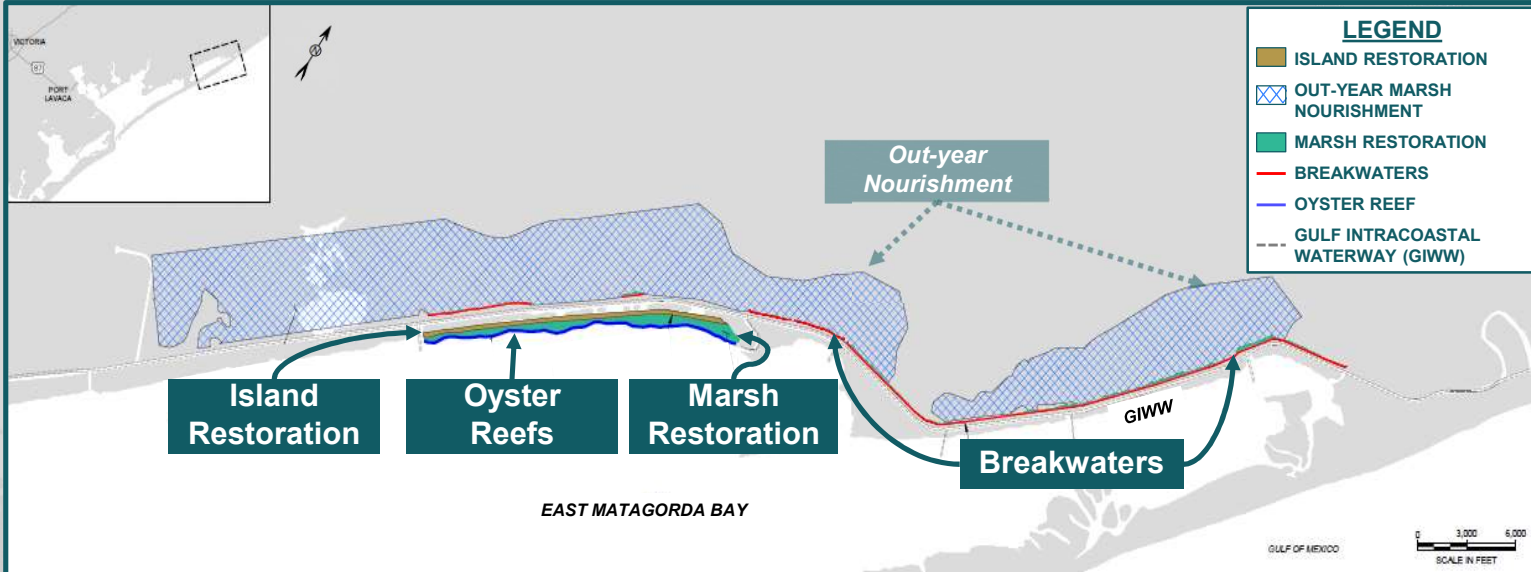 VICTORIA
87
PORT
LAVACA
N
LEGEND
ISLAND RESTORATION
OUT-YEAR MARSH
NOURISHMENT
MARSH RESTORATION
BREAKWATERS
OYSTER REEF
GULF INTRACOASTAL
WATERWAY (GIWW)
Out-year
Nourishment
Island
Restoration
Oyster
Reefs
Marsh
Restoration
GIWW
Breakwaters
EAST MATAGORDA BAY
GULF OF MEXICO
0 3,000 6,000
SCALE IN FEET